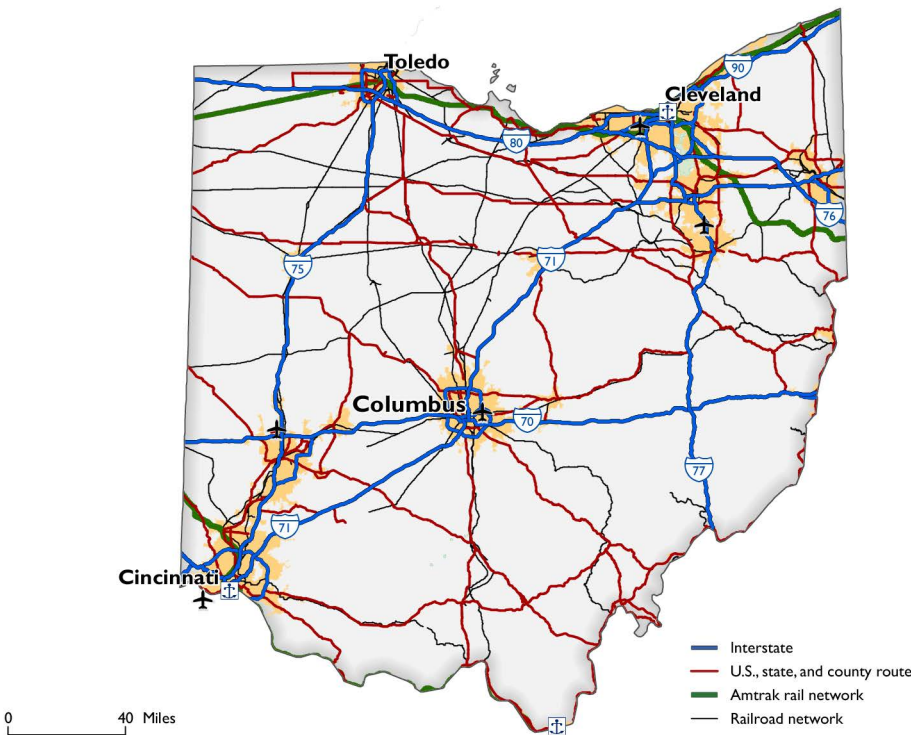 Toledo
90
Cleveland
80
76
75
71
Columbus
70
77
71
Cincinnati
Interstate
U.S., state, and county route
Amtrak rail network
Railroad network
0 40 Miles